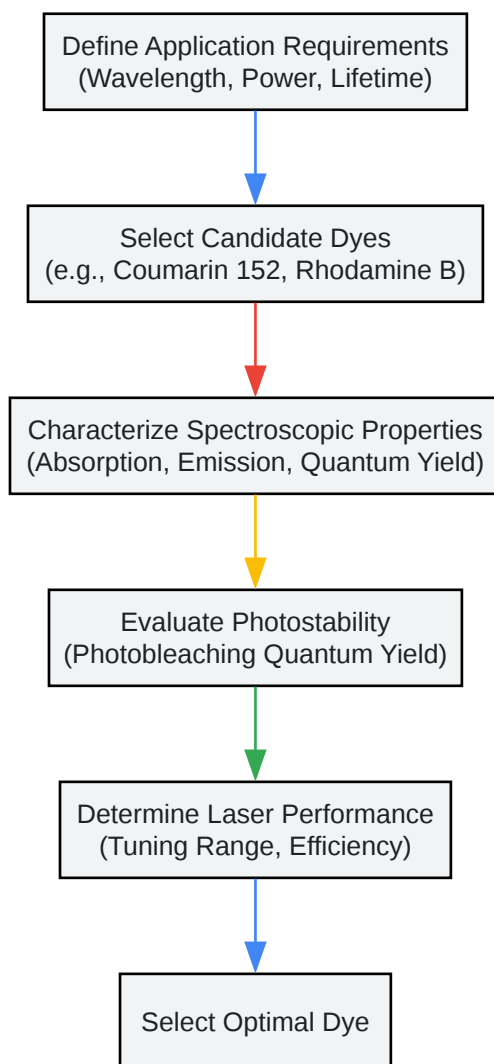 Define Application Requirements
(Wavelength, Power, Lifetime)
Select Candidate Dyes
(e.g., Coumarin 152, Rhodamine B)
Characterize Spectroscopic Properties
(Absorption, Emission, Quantum Yield)
Evaluate Photostability
(Photobleaching Quantum Yield)
Determine Laser Performance
(Tuning Range, Efficiency)
Select Optimal Dye